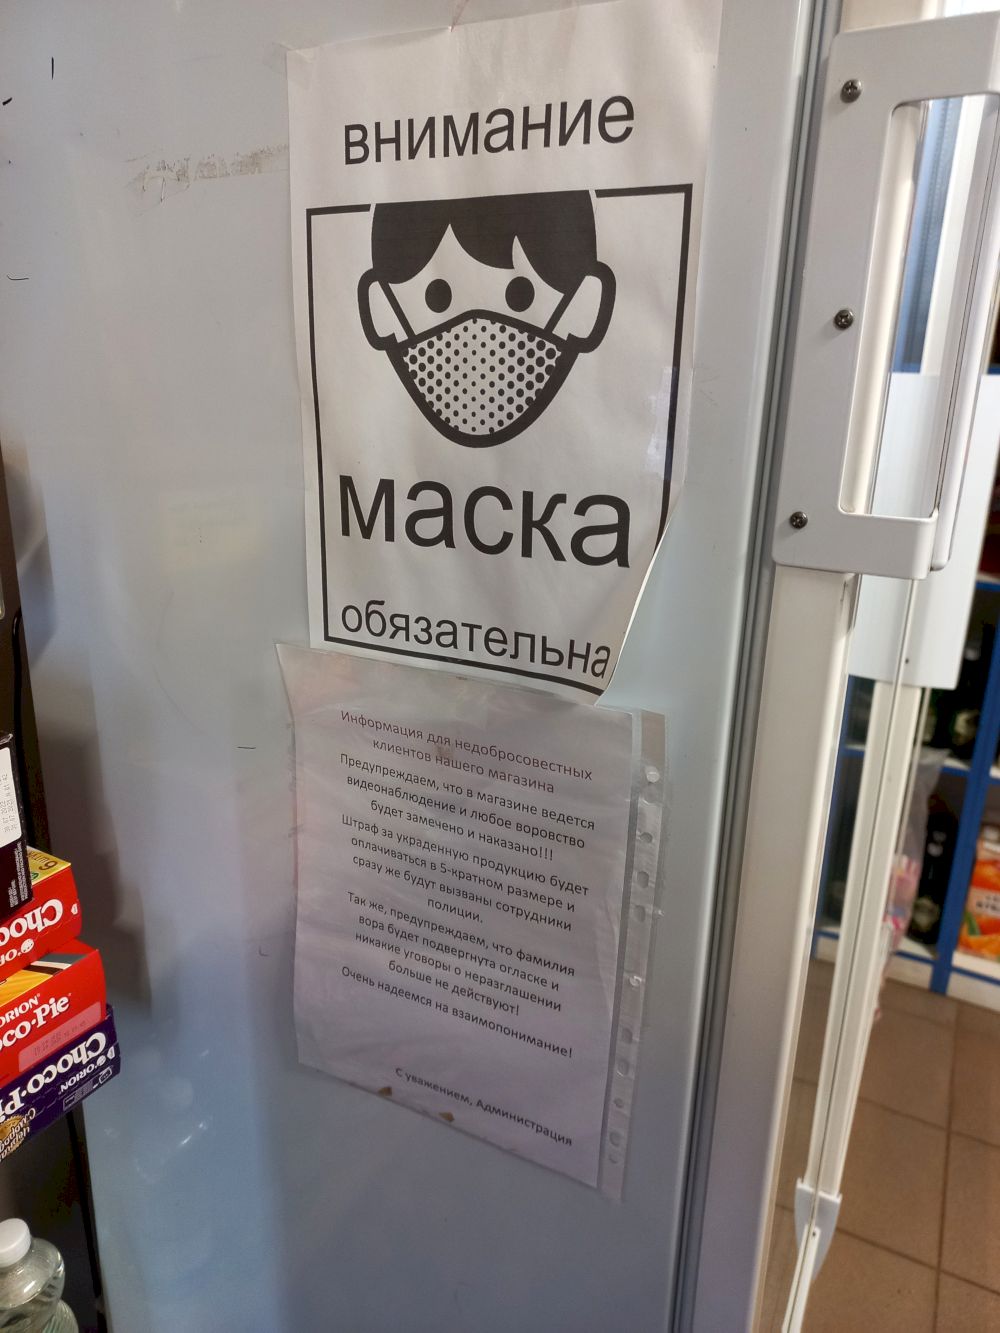 внимание
маска
обязательна
Информация для недобросовестных
клиентов нашего магазина
Предупреждаем, что в магазине ведется
видеонаблюдение и любое воровство
будет замечено и наказано!!!
Штраф за украденную продукцию будет
оплачиваться в 5-кратном размере и
сразу же будут вызваны сотрудники
полиции.
Так же, предупреждаем, что фамилия
вора будет подвергнута огласке и
никакие уговоры о неразглашении
больше не действуют!
Очень надеемся на взаимопонимание!
С уважением, Администрация
Choco
ORION
Choco-Pie
ORION
Choco-Pi